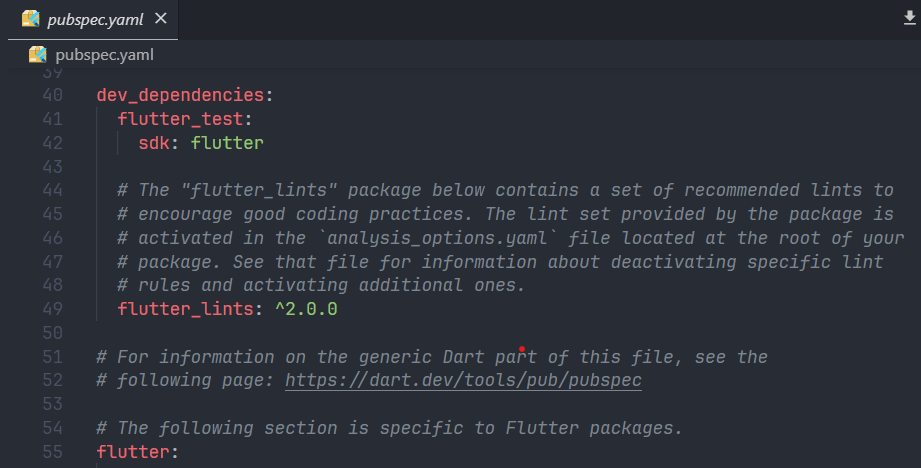 pubspec.yaml
pubspec.yaml
39
40 dev_dependencies:
41   flutter_test:
42     sdk: flutter
43
44   # The "flutter_lints" package below contains a set of recommended lints to
45   # encourage good coding practices. The lint set provided by the package is
46   # activated in the `analysis_options.yaml` file located at the root of your
47   # package. See that file for information about deactivating specific lint
48   # rules and activating additional ones.
49   flutter_lints: ^2.0.0
50
51 # For information on the generic Dart part of this file, see the
52 # following page: https://dart.dev/tools/pub/pubspec
53
54 # The following section is specific to Flutter packages.
55 flutter: